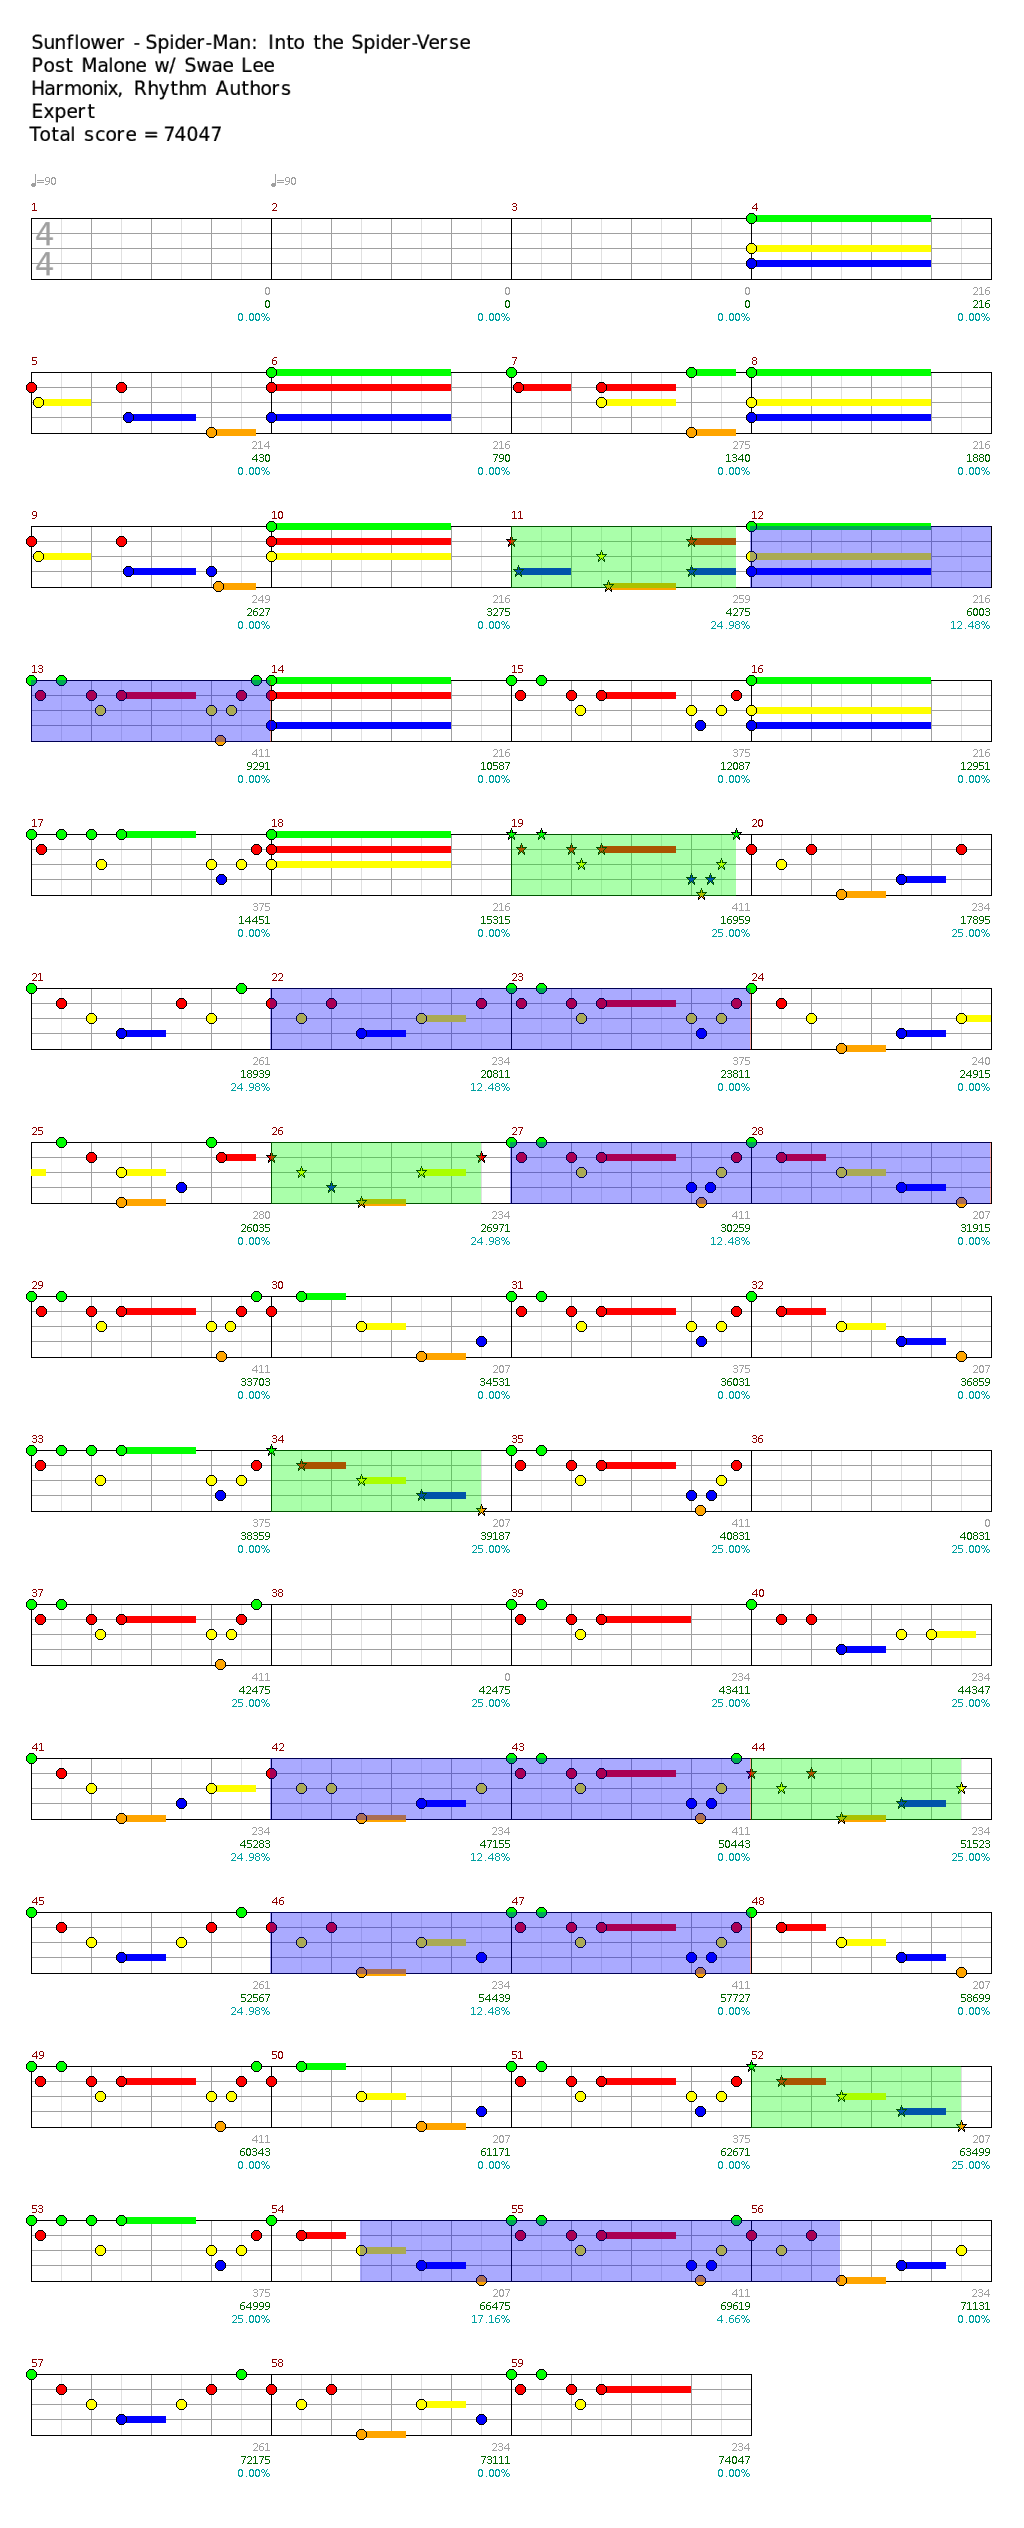 Sunflower - Spider-Man: Into the Spider-Verse
Post Malone w/ Swae Lee
Harmonix, Rhythm Authors
Expert
Total score = 74047
♩=90 ♩=90
1 2 3 4
4
4
0 0 0 216
0 0 0 216
0.00% 0.00% 0.00% 0.00%
5 6 7 8
214 216 275 216
430 790 1340 1880
0.00% 0.00% 0.00% 0.00%
9 10 11 12
249 216 259 216
2627 3275 4275 6003
0.00% 0.00% 24.98% 12.48%
13 14 15 16
411 216 375 216
9291 10587 12087 12951
0.00% 0.00% 0.00% 0.00%
17 18 19 20
375 216 411 234
14451 15315 16959 17895
0.00% 0.00% 25.00% 25.00%
21 22 23 24
261 234 375 240
18939 20811 23811 24915
24.98% 12.48% 0.00% 0.00%
25 26 27 28
280 234 411 207
26035 26971 30259 31915
0.00% 24.98% 12.48% 0.00%
29 30 31 32
411 207 375 207
33703 34531 36031 36859
0.00% 0.00% 0.00% 0.00%
33 34 35 36
375 207 411 0
38359 39187 40831 40831
0.00% 25.00% 25.00% 25.00%
37 38 39 40
411 0 234 234
42475 42475 43411 44347
25.00% 25.00% 25.00% 25.00%
41 42 43 44
234 234 411 234
45283 47155 50443 51523
24.98% 12.48% 0.00% 25.00%
45 46 47 48
261 234 411 207
52567 54439 57727 58699
24.98% 12.48% 0.00% 0.00%
49 50 51 52
411 207 375 207
60343 61171 62671 63499
0.00% 0.00% 0.00% 25.00%
53 54 55 56
375 207 411 234
64999 66475 69619 71131
25.00% 17.16% 4.66% 0.00%
57 58 59
261 234 234
72175 73111 74047
0.00% 0.00% 0.00%